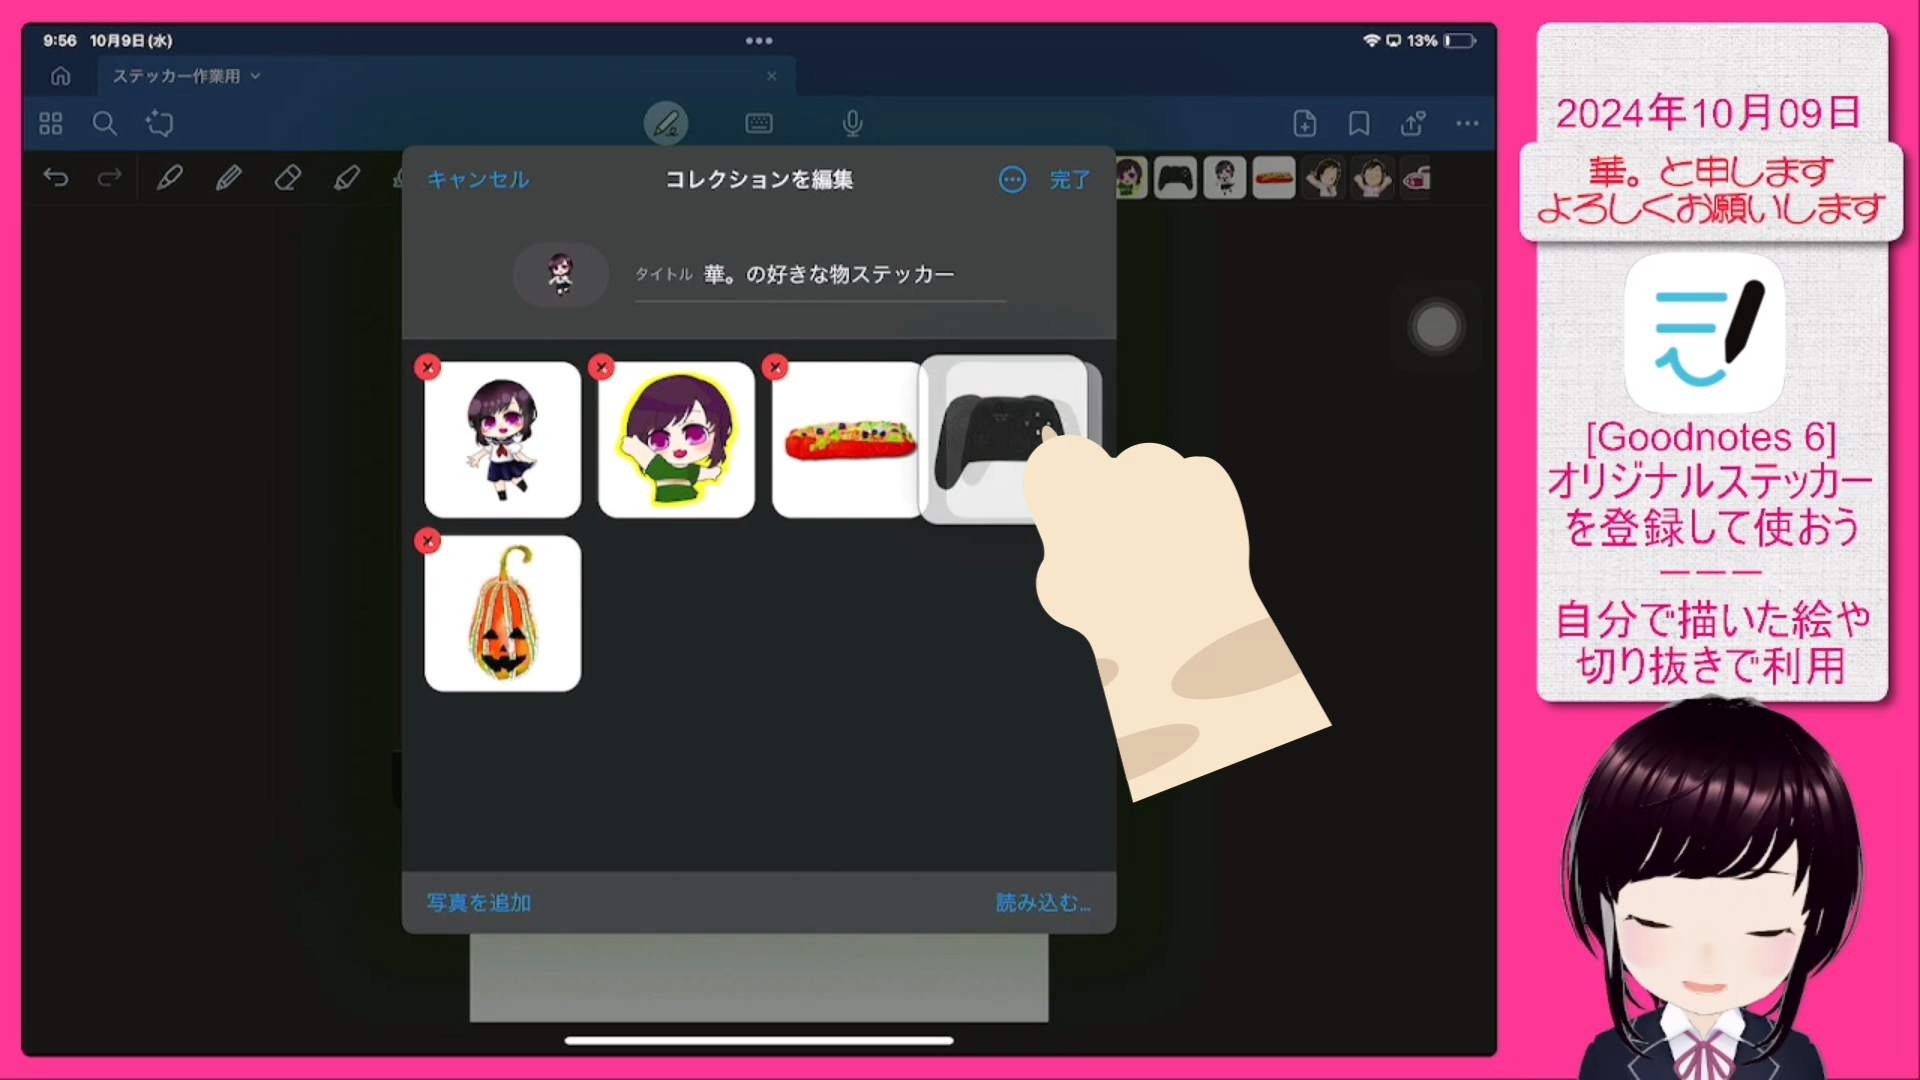 9:56 10月9日(水)
13%
ステッカー作業用
キャンセル
コレクションを編集
完了
タイトル 華。の好きな物ステッカー
写真を追加
読み込む...
2024年10月09日
華。と申します
よろしくお願いします
[Goodnotes 6]
オリジナルステッカー
を登録して使おう
ーーー
自分で描いた絵や
切り抜きで利用